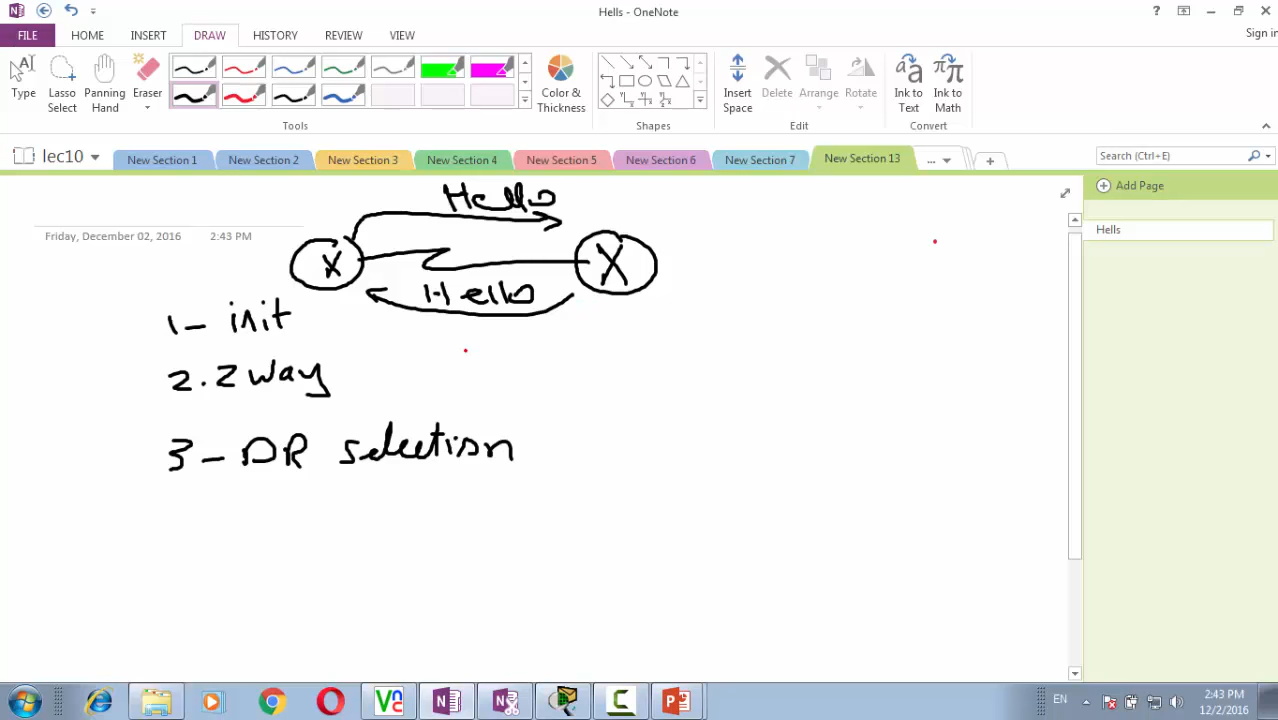 Hells - OneNote
?
Sign in
FILE HOME INSERT DRAW HISTORY REVIEW VIEW
Type
Lasso Select
Panning Hand
Eraser
Color & Thickness
Insert Space
Delete
Arrange
Rotate
Ink to Text
Ink to Math
Tools
Shapes
Edit
Convert
lec10
New Section 1
New Section 2
New Section 3
New Section 4
New Section 5
New Section 6
New Section 7
New Section 13
...
Search (Ctrl+E)
Add Page
Hells
Friday, December 02, 2016 2:43 PM
Hello
X X
Hello
1- init
2. 2 way
3- DR selection
EN
2:43 PM
12/2/2016